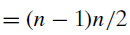 = (n − 1)n/2